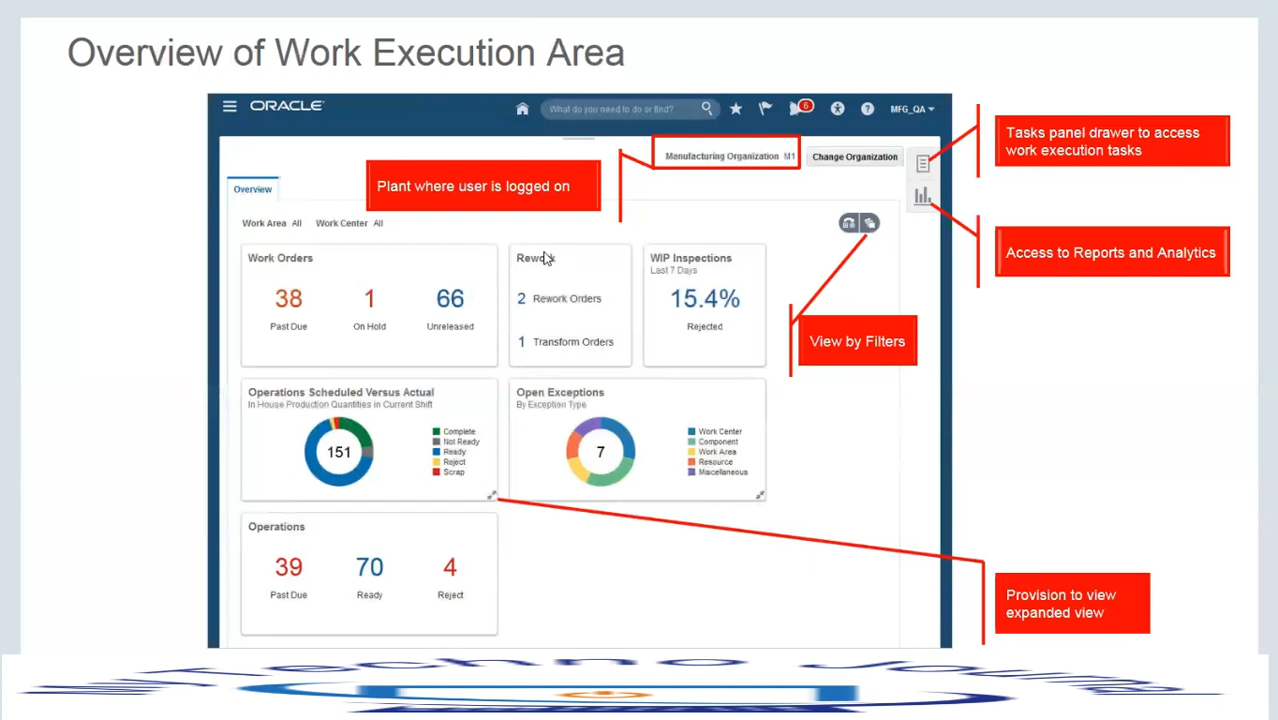 Overview of Work Execution Area
ORACLE
What do you need to do or find?
6
MFG_QA
Manufacturing Organization M1
Change Organization
Tasks panel drawer to access
work execution tasks
Plant where user is logged on
Overview
Access to Reports and Analytics
Work Area All Work Center All
Work Orders
38 1 66
Past Due On Hold Unreleased
2 Rework Orders
1 Transform Orders
WIP Inspections
Last 7 Days
15.4%
Rejected
View by Filters
Operations Scheduled Versus Actual
In House Production Quantities in Current Shift
151
Complete
Not Ready
Ready
Reject
Scrap
Open Exceptions
By Exception Type
7
Work Center
Component
Work Area
Resource
Miscellaneous
Operations
39 70 4
Past Due Ready Reject
Provision to view
expanded view